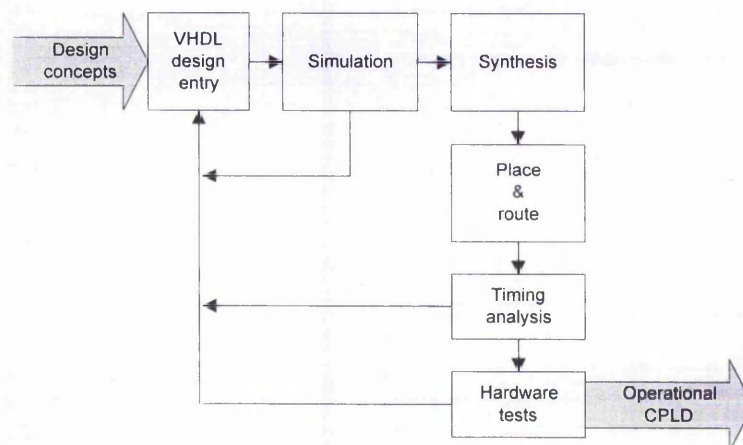 Design
concepts
VHDL
design
entry
Simulation
Synthesis
Place
&
route
Timing
analysis
Hardware
tests
Operational
CPLD